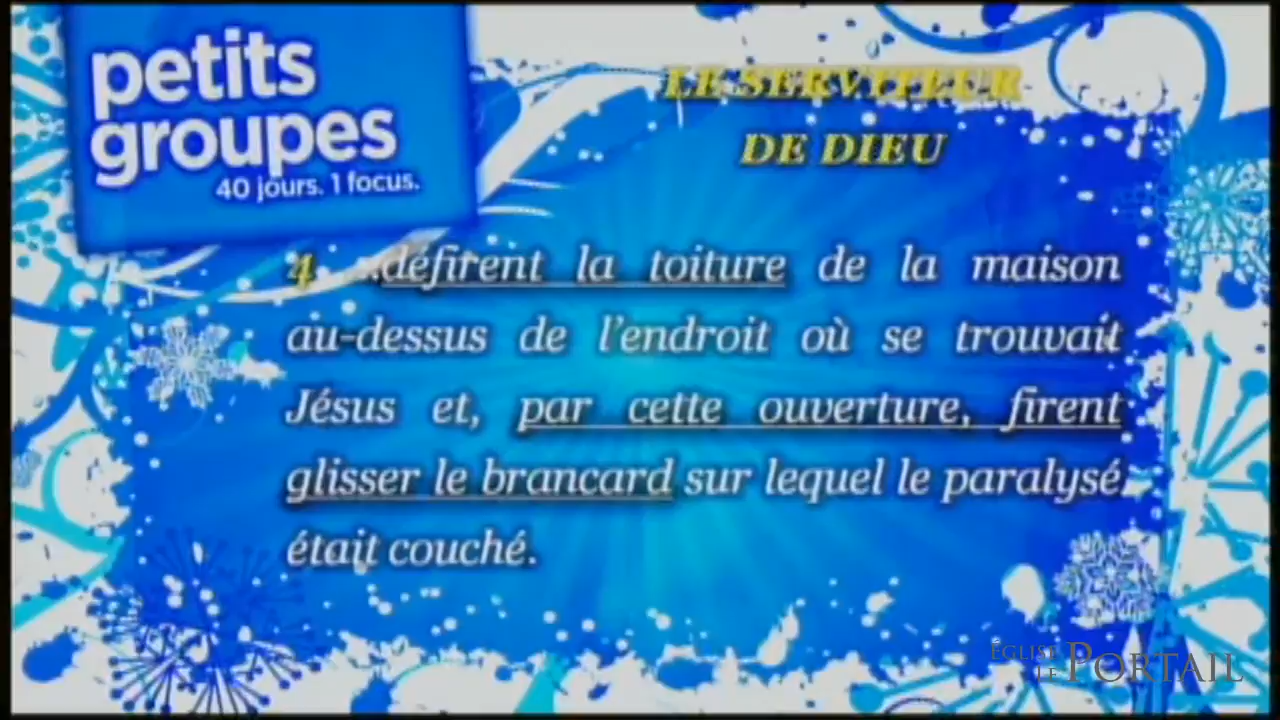 petits
groupes
40 jours. 1 focus.
LE SERVITEUR
DE DIEU
4 ...défirent la toiture de la maison
au-dessus de l'endroit où se trouvait
Jésus et, par cette ouverture, firent
glisser le brancard sur lequel le paralysé
était couché.
ÉGLISE
LE PORTAIL